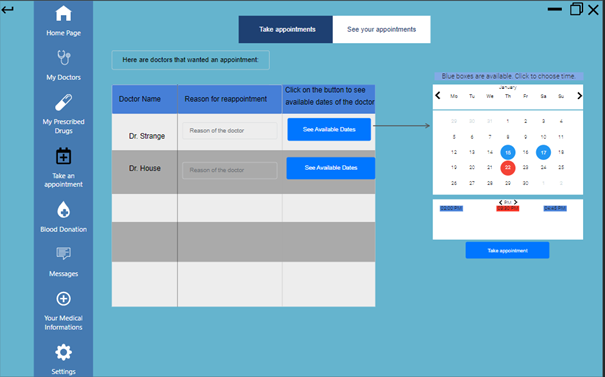 Take appointments
See your appointments
Home Page
My Doctors
My Prescribed
Drugs
Take an
appointment
Blood Donation
Messages
Your Medical
Informations
Settings
Here are doctors that wanted an appointment:
Doctor Name
Reason for reappointment
Click on the button to see
available dates of the doctor
Dr. Strange
Reason of the doctor
See Available Dates
Dr. House
Reason of the doctor
See Available Dates
Blue boxes are available. Click to choose time.
January
Mo Tu We Th Fr Sa Su
29 30 31 1 2 3 4
5 6 7 8 9 10 11
12 13 14 15 16 17 18
19 20 21 22 23 24 25
26 27 28 29 30 1 2
PM
Take appointment